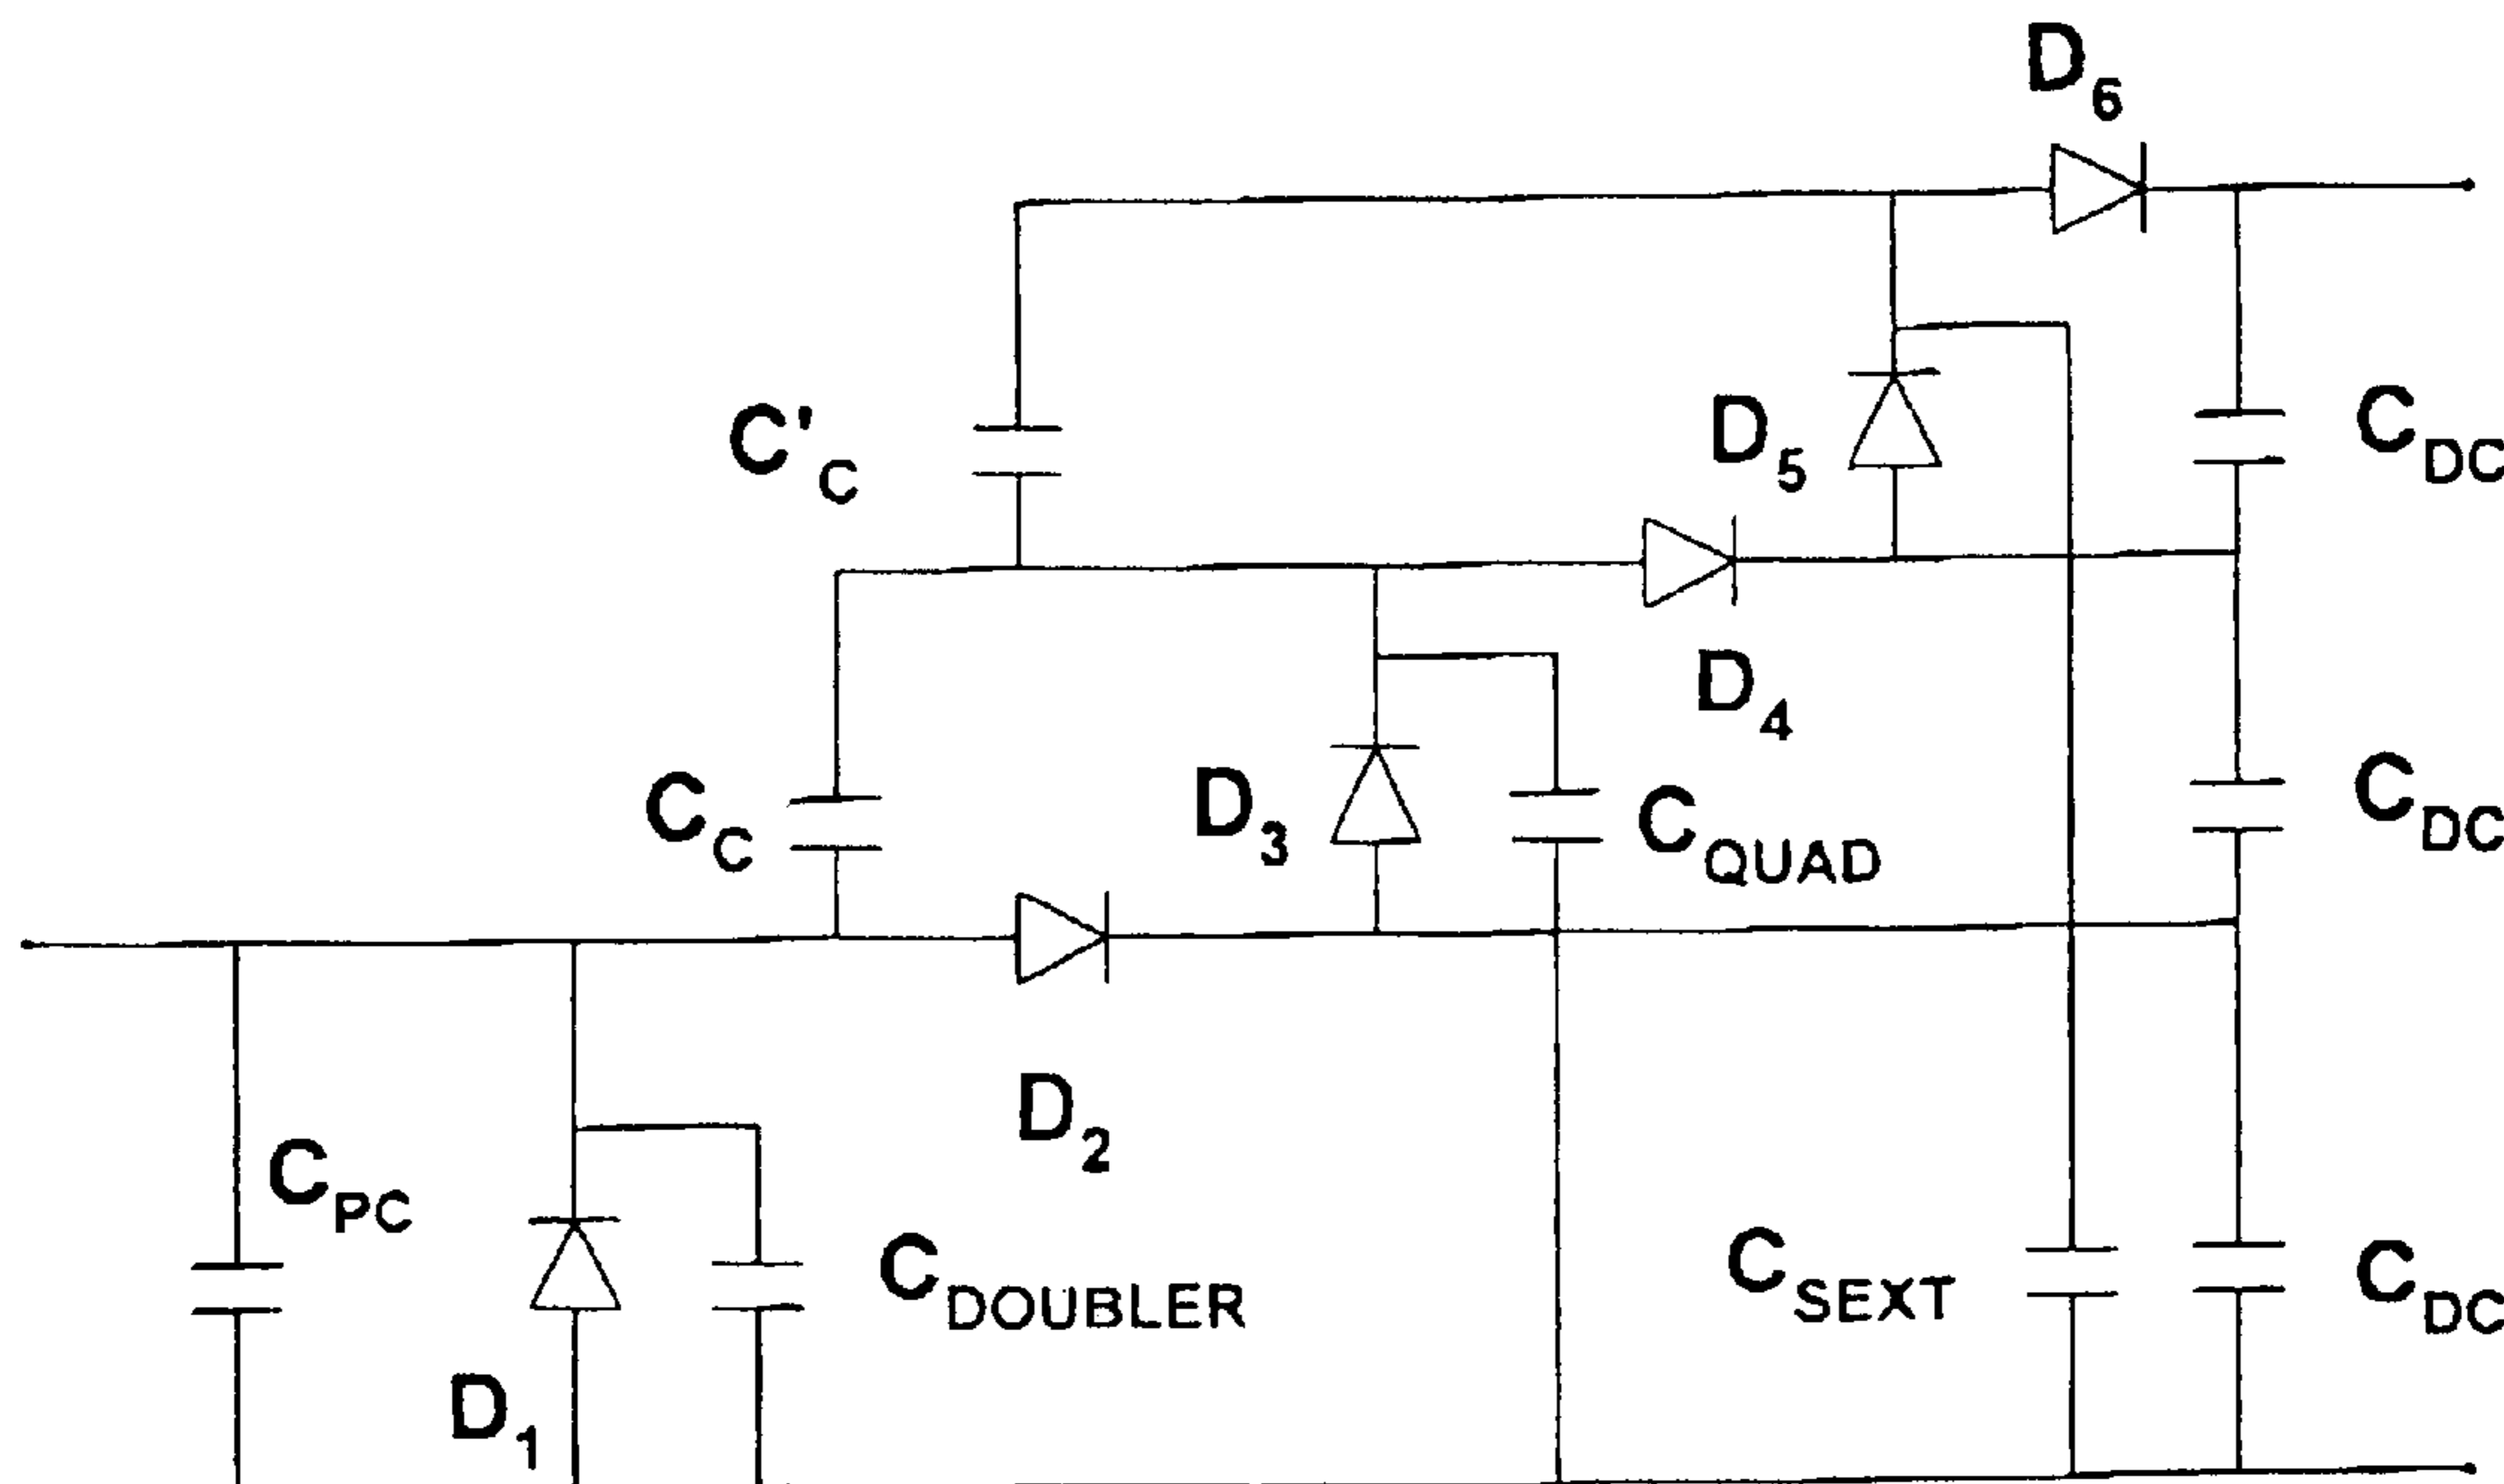 D6
C'C
D5
CDC
CC
D3
CQUAD
D4
CDC
D2
CPC
CDOUBLER
CSEXT
CDC
D1